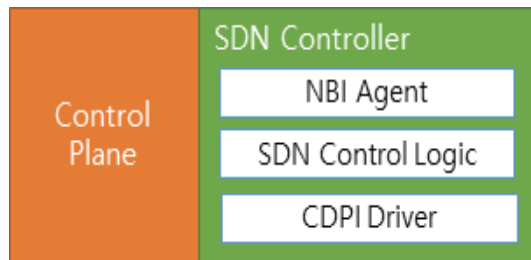 Control
Plane
SDN Controller
NBI Agent
SDN Control Logic
CDPI Driver